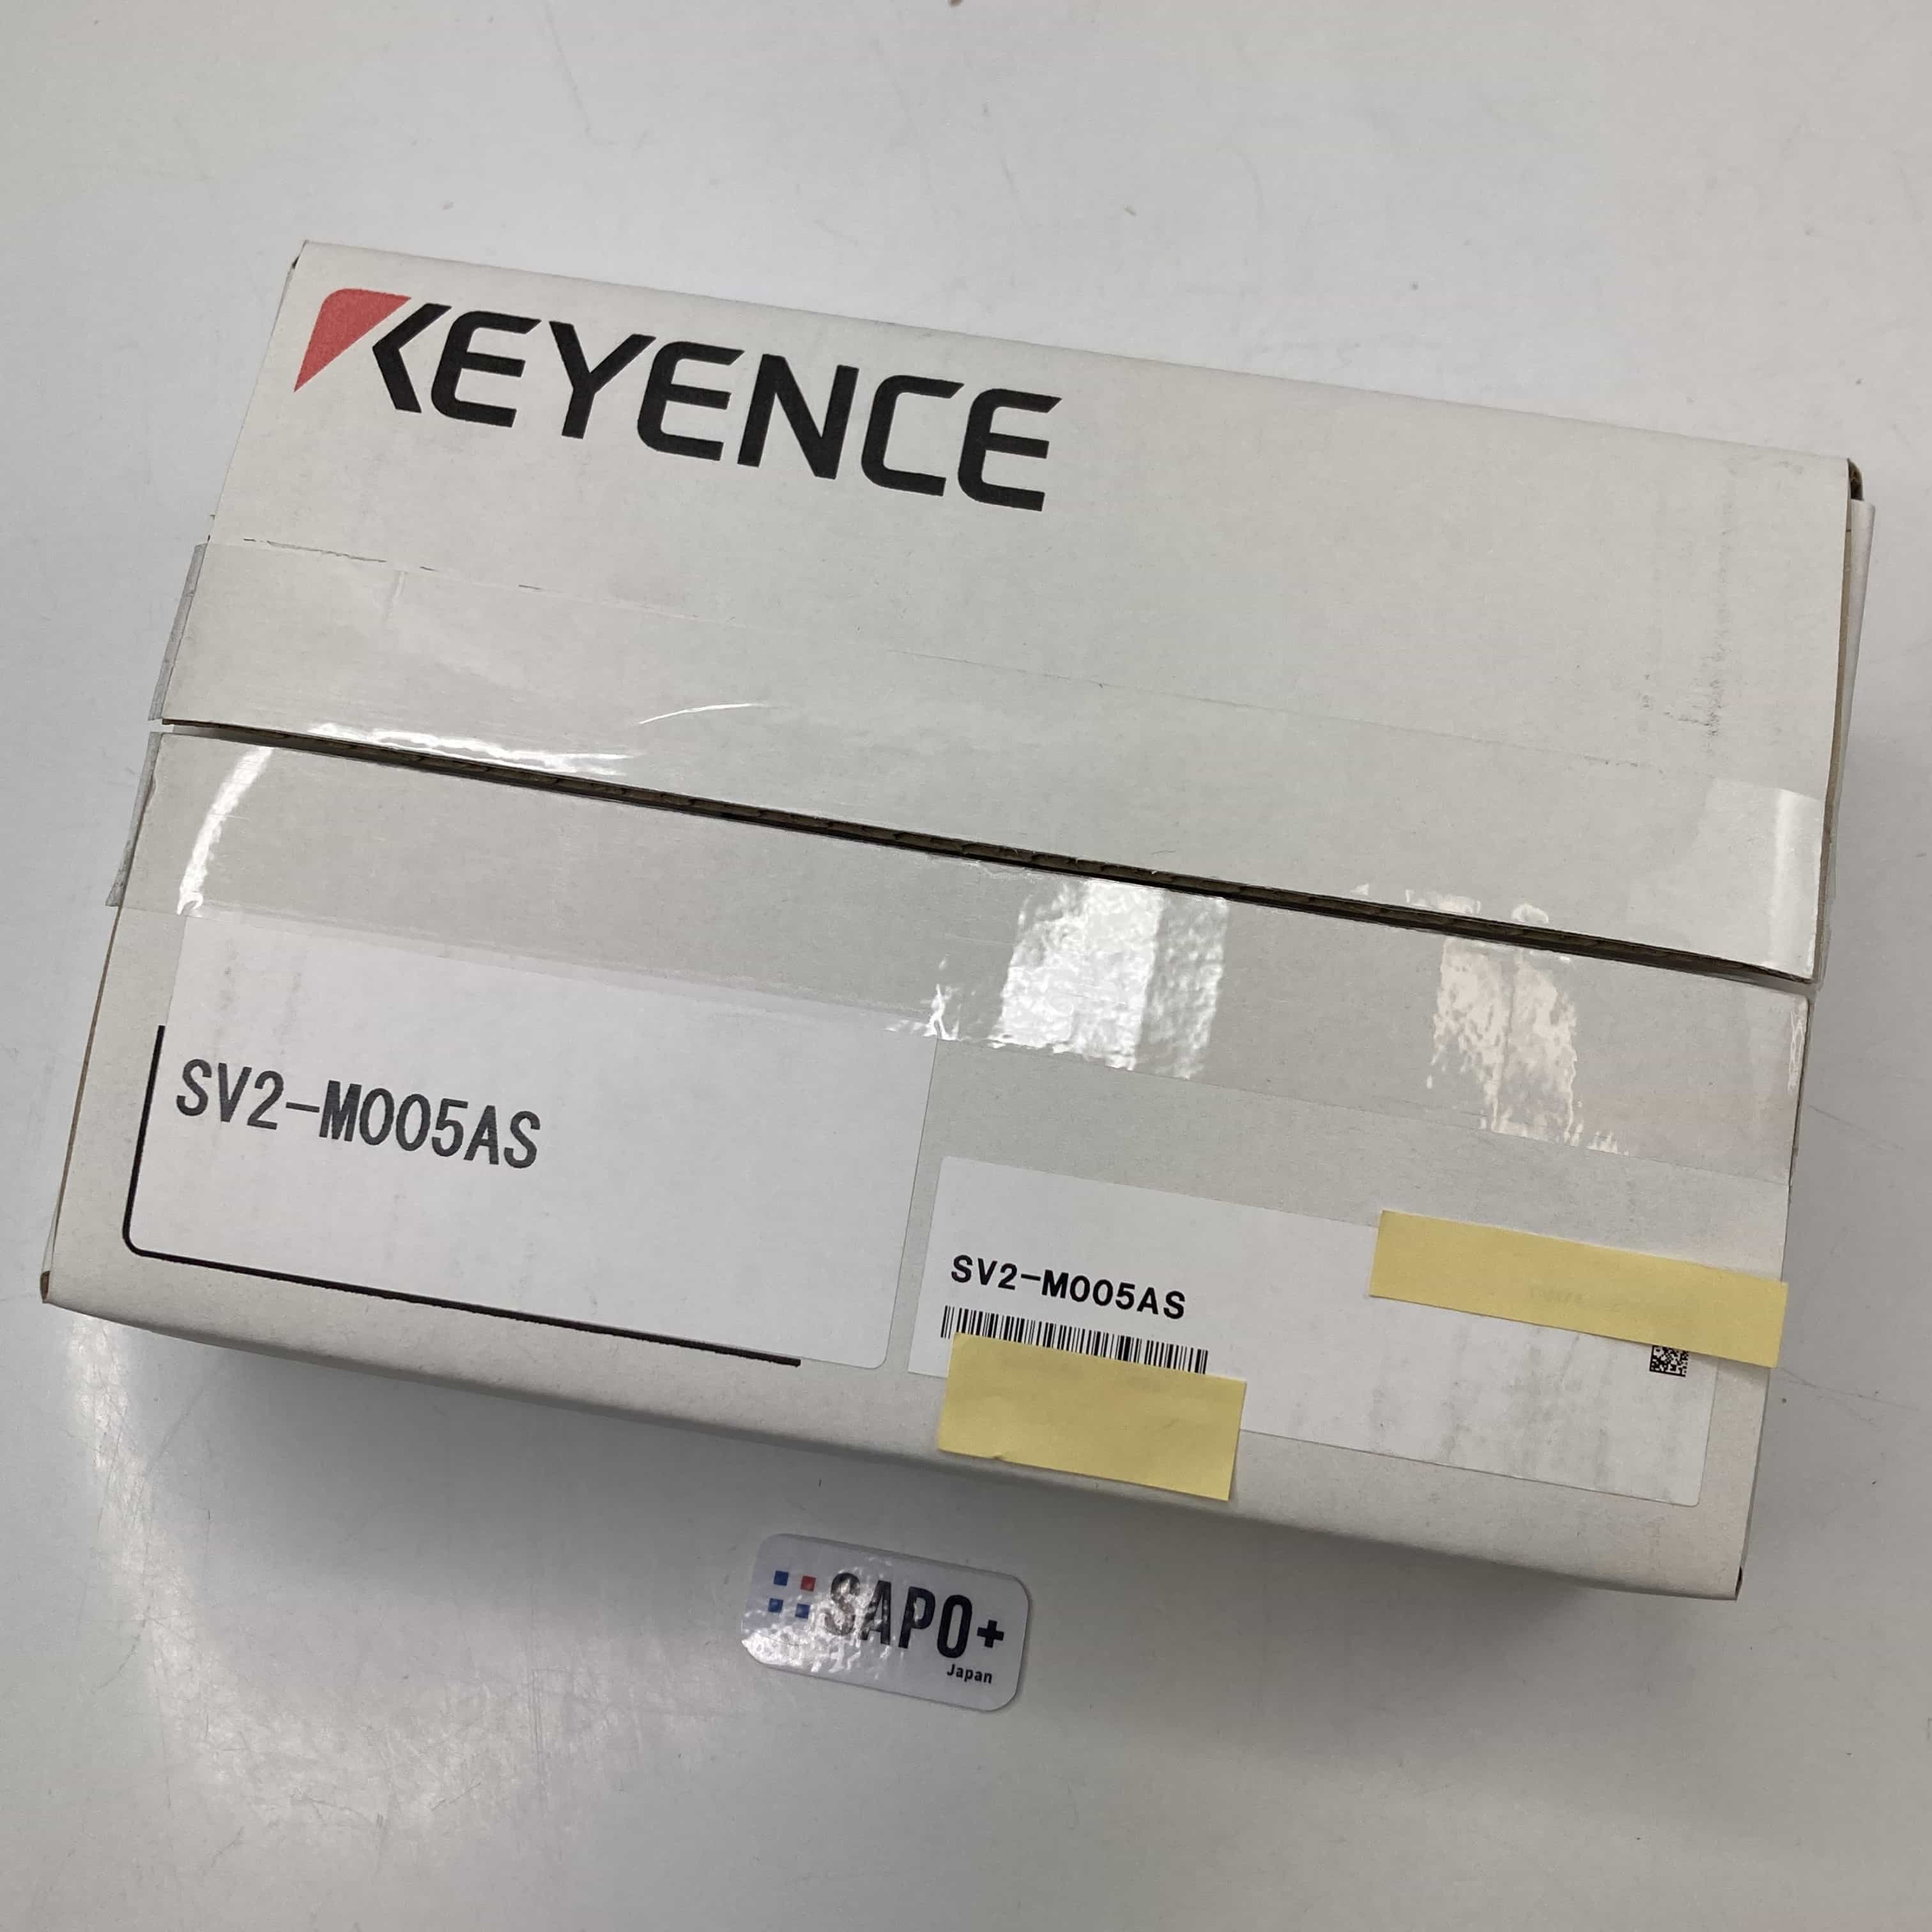 KEYENCE
SV2-M005AS
SV2-M005AS
SAPO+
Japan